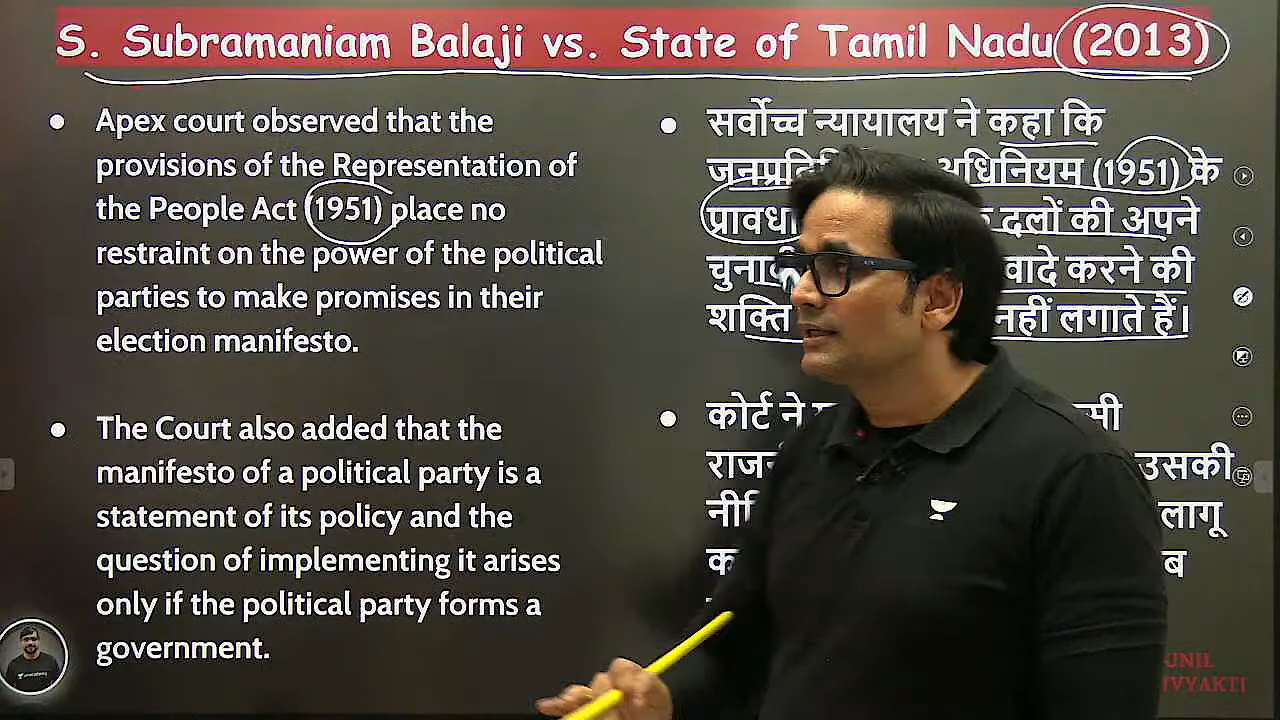 S. Subramaniam Balaji vs. State of Tamil Nadu (2013)
Apex court observed that the
provisions of the Representation of
the People Act (1951) place no
restraint on the power of the political
parties to make promises in their
election manifesto.
The Court also added that the
manifesto of a political party is a
statement of its policy and the
question of implementing it arises
only if the political party forms a
government.
सर्वोच्च न्यायालय ने कहा कि
अधिनियम (1951) के
दलों की अपने
वादे करने की
शक्ति नहीं लगाते हैं।
कोर्ट ने
उसकी
लागू